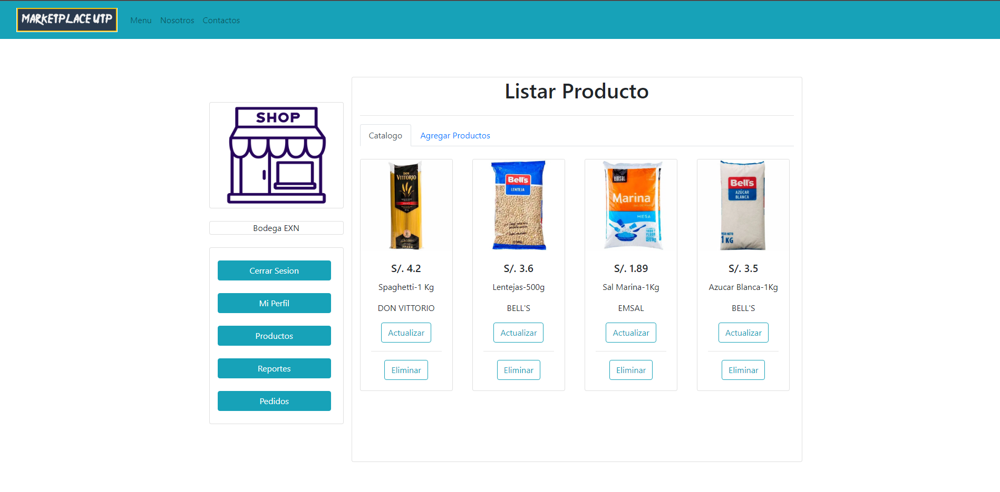 MARKETPLACE UTP
Menu Nosotros Contactos
SHOP
Bodega EXN
Cerrar Sesion
Mi Perfil
Productos
Reportes
Pedidos
Listar Producto
Catalogo Agregar Productos
DON
VITTORIO
S/. 4.2
Spaghetti-1 Kg
DON VITTORIO
Actualizar
Eliminar
Bell's
LENTEJA
S/. 3.6
Lentejas-500g
BELL'S
Actualizar
Eliminar
EMSAL
Marina
MESA
S/. 1.89
Sal Marina-1Kg
EMSAL
Actualizar
Eliminar
Bell's
AZÚCAR
BLANCA
PESO NETO
1 KG
S/. 3.5
Azucar Blanca-1Kg
BELL'S
Actualizar
Eliminar